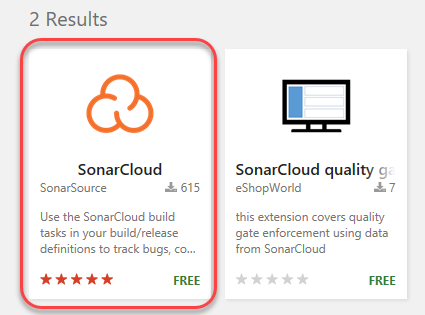 2 Results
SonarCloud
SonarSource 615
Use the SonarCloud build
tasks in your build/release
definitions to track bugs, co...
FREE
SonarCloud quality ga
eShopWorld 7
this extension covers quality
gate enforcement using data
from SonarCloud
FREE